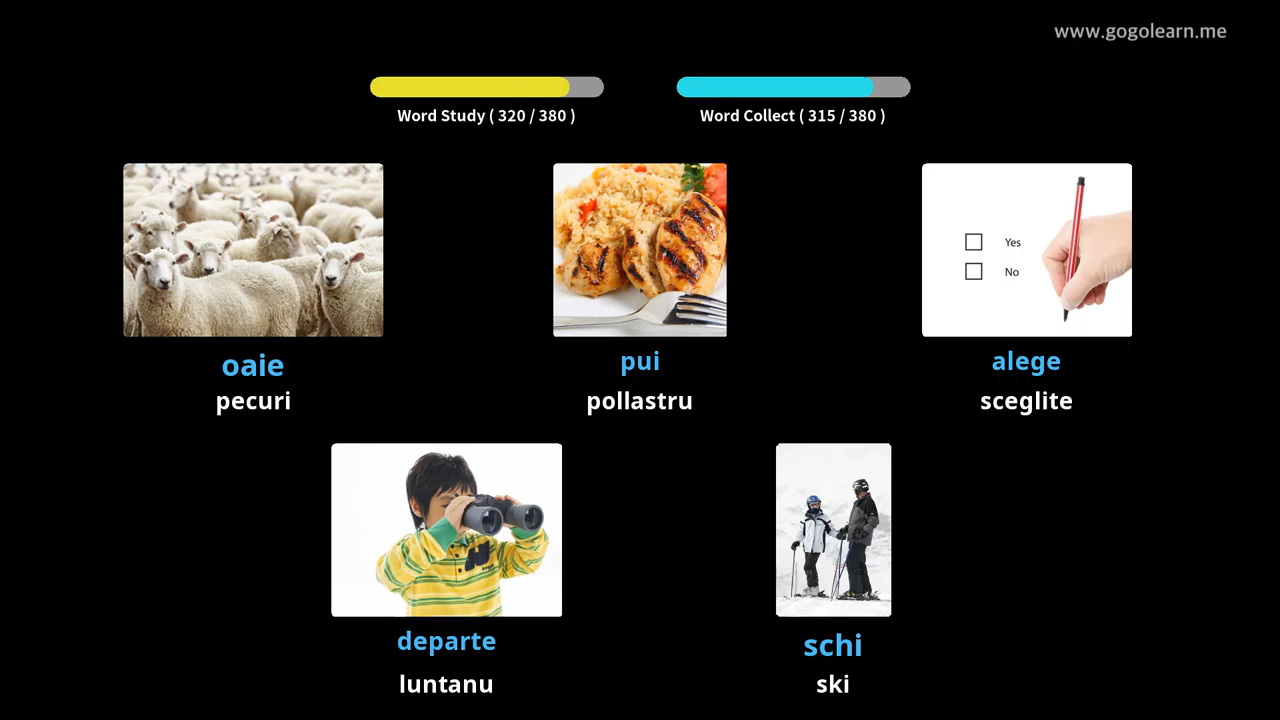 www.gogolearn.me
Word Study ( 320 / 380 )
Word Collect ( 315 / 380 )
Yes
No
oaie
pui
alege
pecuri
pollastru
sceglite
departe
schi
luntanu
ski